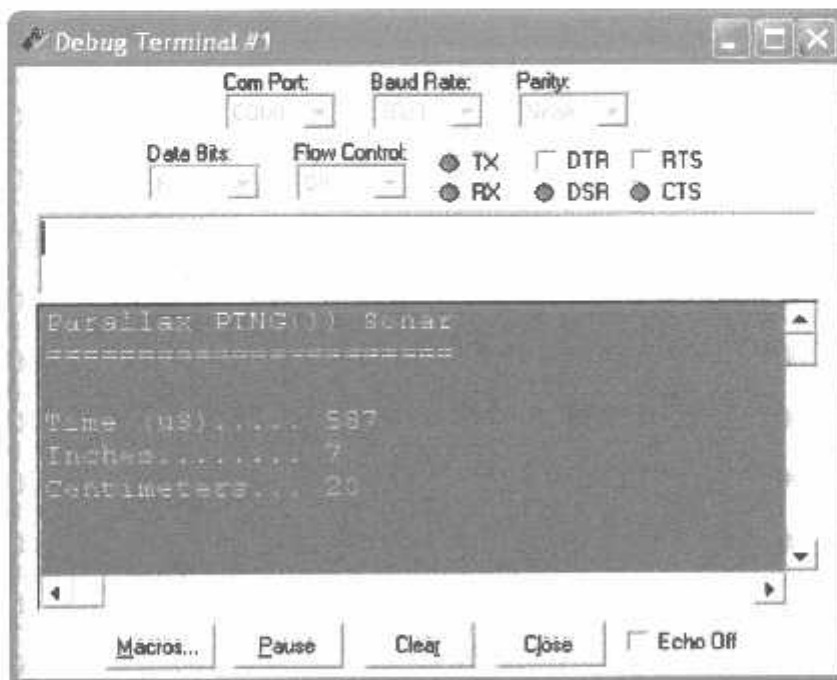 Debug Terminal #1
Com Port: Baud Rate: Parity:
Data Bits: Flow Control: TX DTR RTS
RX DSR CTS
Parallax PING))) Sonar
=======================
Time (uS)..... 587
Inches........ 7
Centimeters... 20
Macros... Pause Clear Close Echo Off